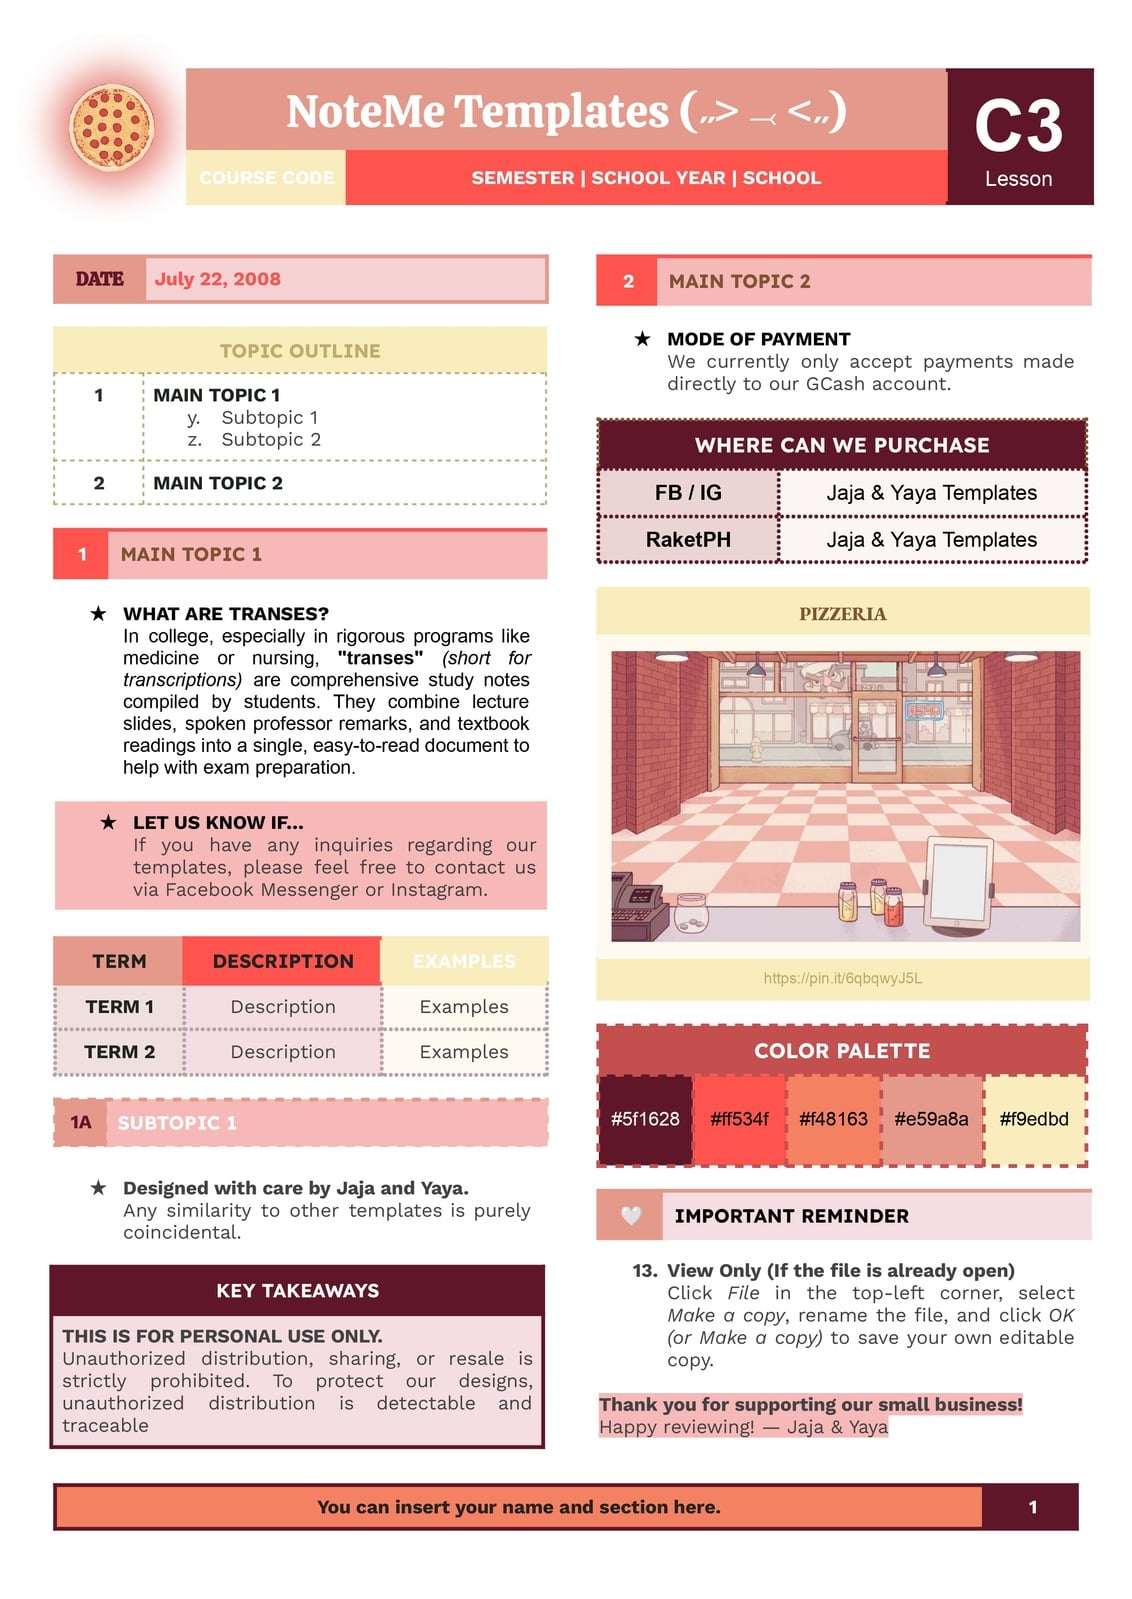 NoteMe Templates (,,> ⤙ <,,)
COURSE CODE
SEMESTER | SCHOOL YEAR | SCHOOL
C3
Lesson
DATE
July 22, 2008
TOPIC OUTLINE
1
MAIN TOPIC 1
y. Subtopic 1
z. Subtopic 2
2
MAIN TOPIC 2
1
MAIN TOPIC 1
★ WHAT ARE TRANSES?
In college, especially in rigorous programs like
medicine or nursing, "transes" (short for
transcriptions) are comprehensive study notes
compiled by students. They combine lecture
slides, spoken professor remarks, and textbook
readings into a single, easy-to-read document to
help with exam preparation.
★ LET US KNOW IF...
If you have any inquiries regarding our
templates, please feel free to contact us
via Facebook Messenger or Instagram.
TERM DESCRIPTION EXAMPLES
TERM 1 Description Examples
TERM 2 Description Examples
1A SUBTOPIC 1
★ Designed with care by Jaja and Yaya.
Any similarity to other templates is purely
coincidental.
KEY TAKEAWAYS
THIS IS FOR PERSONAL USE ONLY.
Unauthorized distribution, sharing, or resale is
strictly prohibited. To protect our designs,
unauthorized distribution is detectable and
traceable
2 MAIN TOPIC 2
★ MODE OF PAYMENT
We currently only accept payments made
directly to our GCash account.
WHERE CAN WE PURCHASE
FB / IG Jaja & Yaya Templates
RaketPH Jaja & Yaya Templates
PIZZERIA
https://pin.it/6qbqwyJ5L
COLOR PALETTE
#5f1628 #ff534f #f48163 #e59a8a #f9edbd
🤍 IMPORTANT REMINDER
13. View Only (If the file is already open)
Click File in the top-left corner, select
Make a copy, rename the file, and click OK
(or Make a copy) to save your own editable
copy.
Thank you for supporting our small business!
Happy reviewing! — Jaja & Yaya
You can insert your name and section here.
1